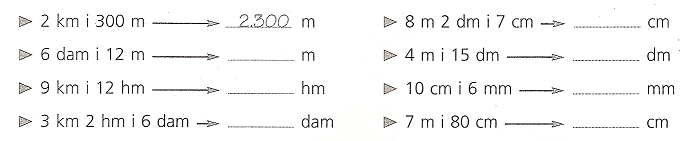 2 km i 300 m 2.300 m
6 dam i 12 m m
9 km i 12 hm hm
3 km 2 hm i 6 dam dam
8 m 2 dm i 7 cm cm
4 m i 15 dm dm
10 cm i 6 mm mm
7 m i 80 cm cm